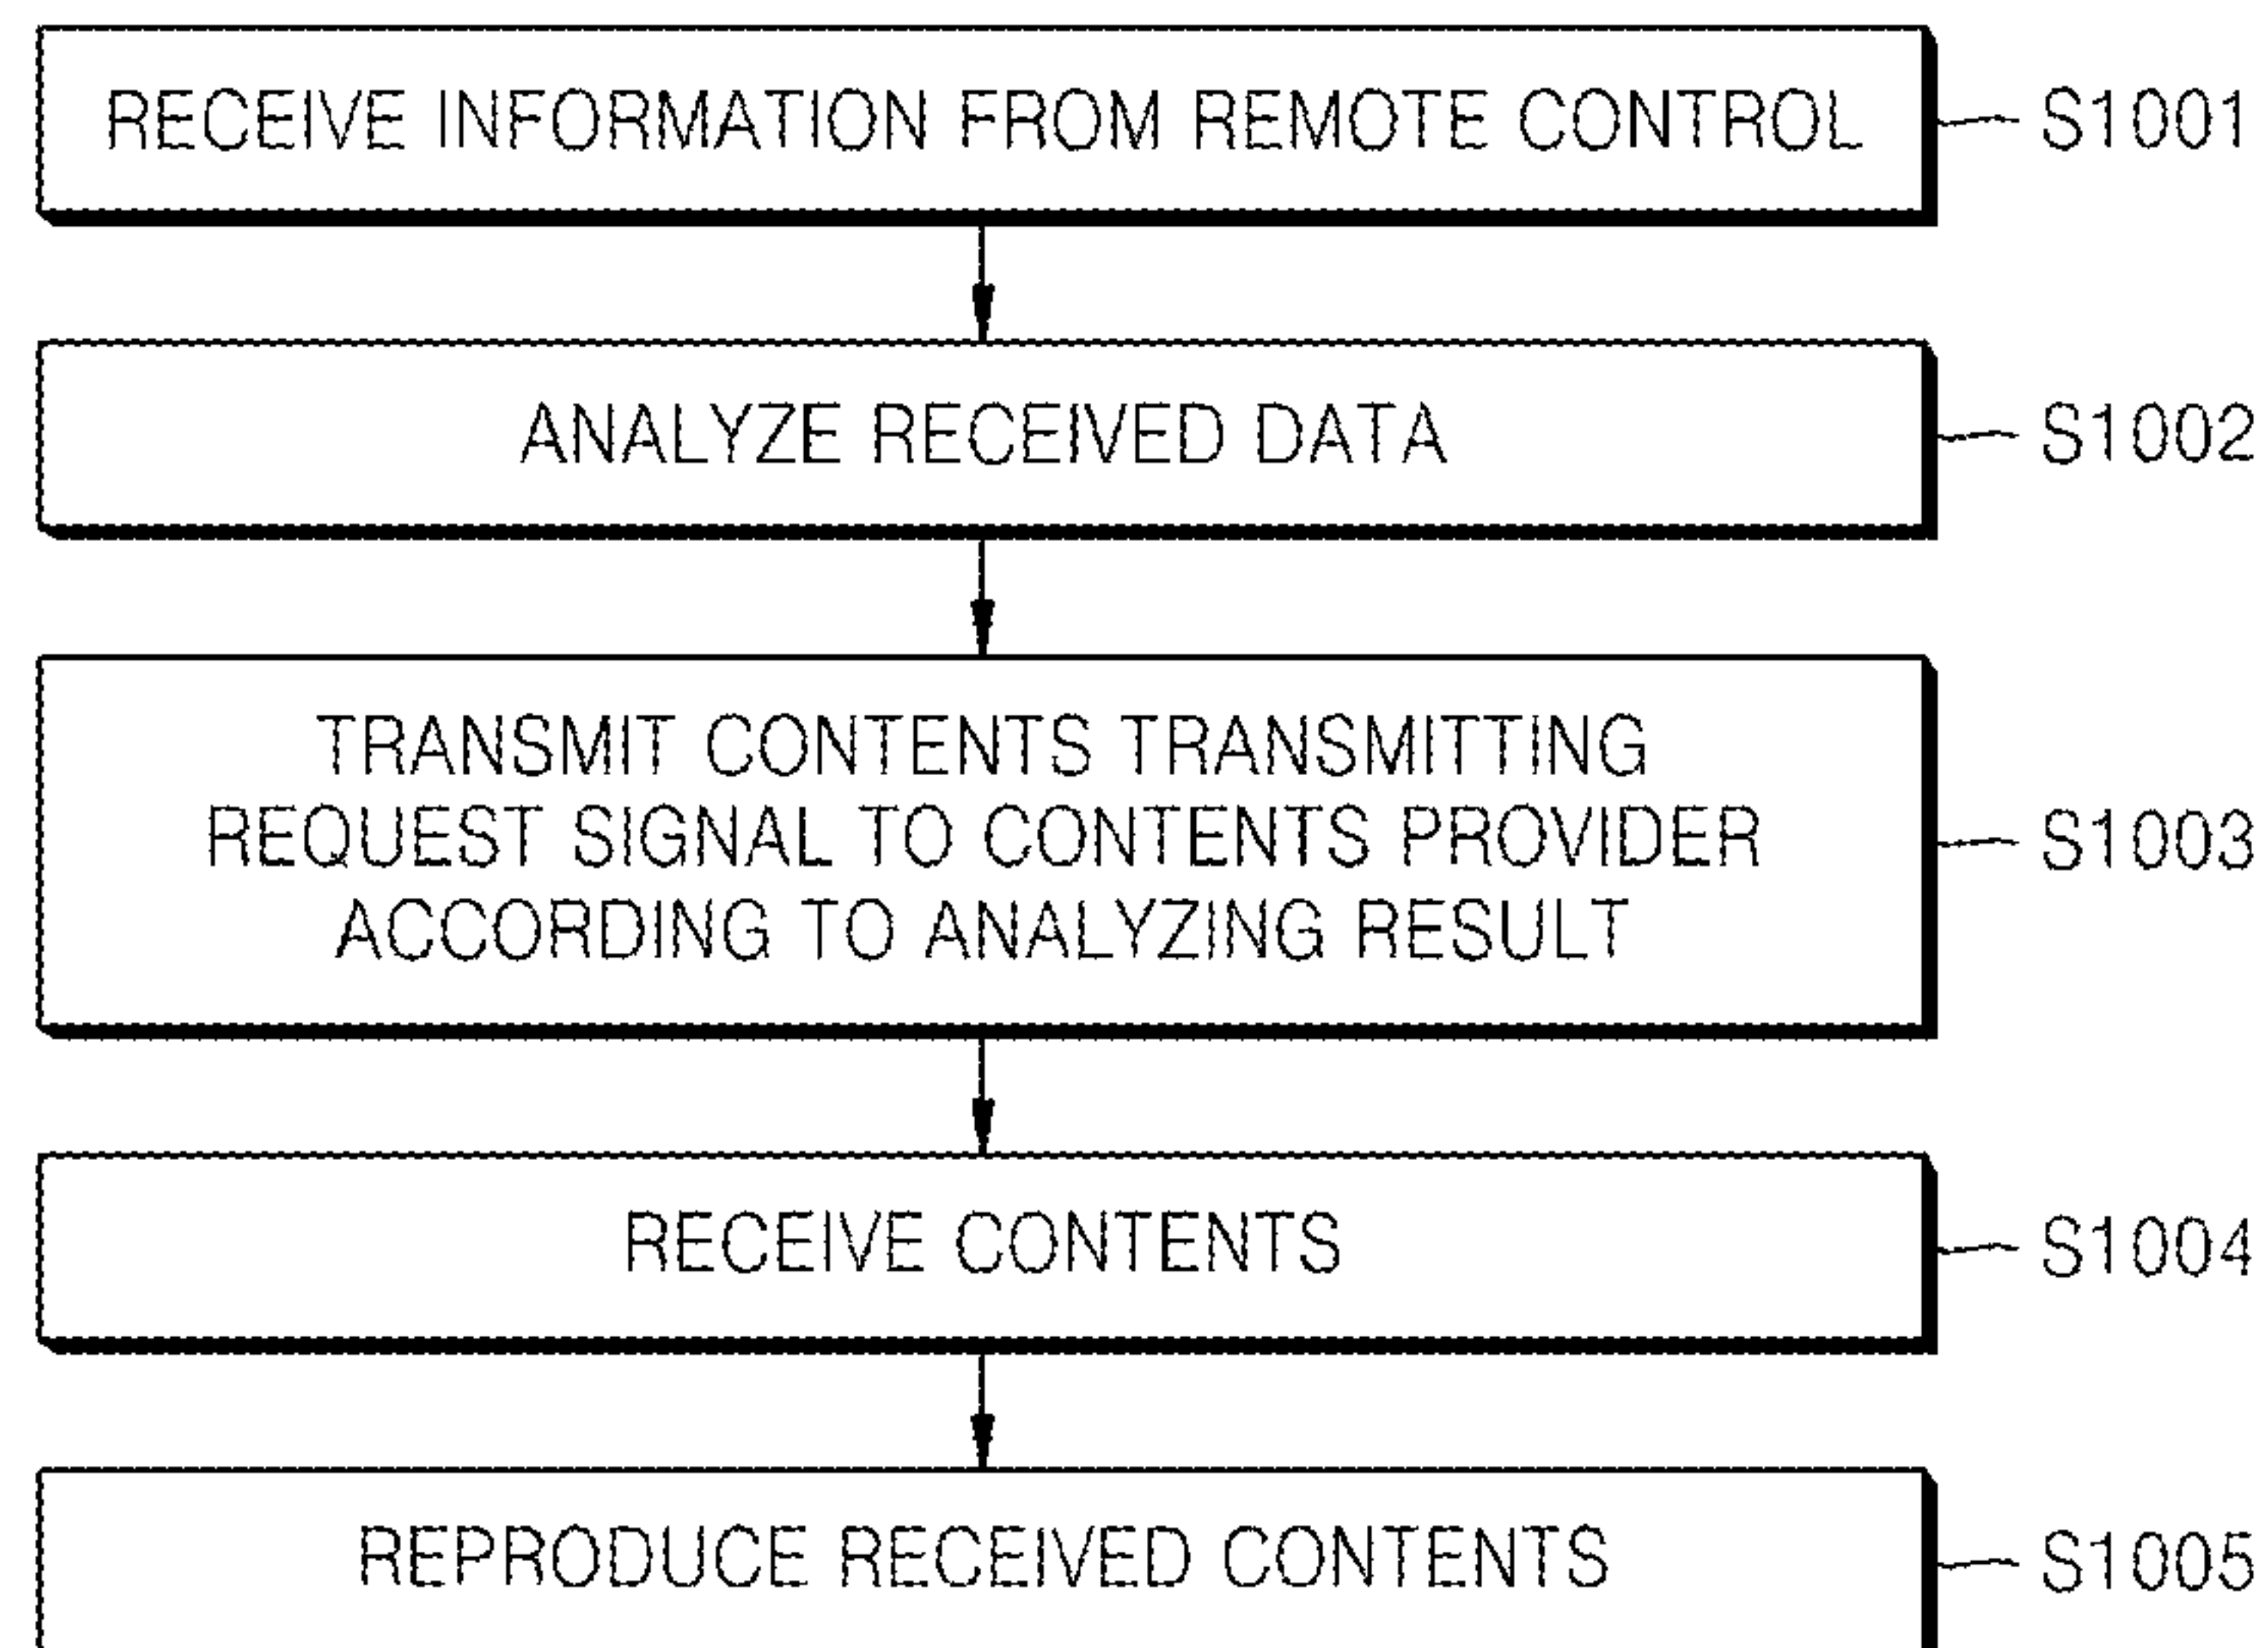 RECEIVE INFORMATION FROM REMOTE CONTROL S1001
ANALYZE RECEIVED DATA S1002
TRANSMIT CONTENTS TRANSMITTING
REQUEST SIGNAL TO CONTENTS PROVIDER S1003
ACCORDING TO ANALYZING RESULT
RECEIVE CONTENTS S1004
REPRODUCE RECEIVED CONTENTS S1005